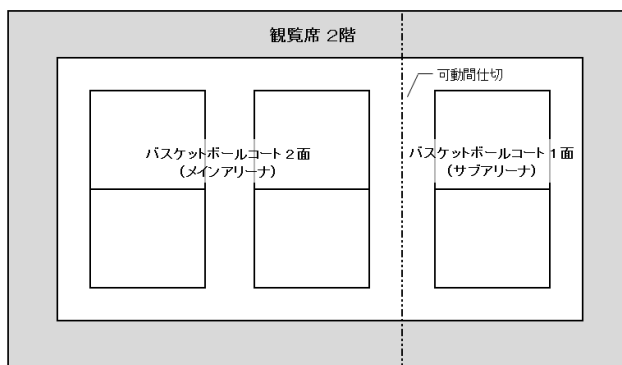 観覧席 2階
可動間仕切
バスケットボールコート2面
(メインアリーナ)
バスケットボールコート1面
(サブアリーナ)